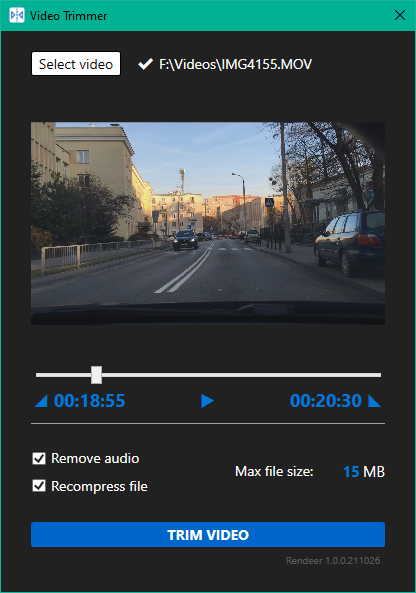 Video Trimmer
Select video F:\Videos\IMG4155.MOV
00:18:55 00:20:30
Remove audio
Max file size: 15 MB
Recompress file
TRIM VIDEO
Rendeer 1.0.0.211026